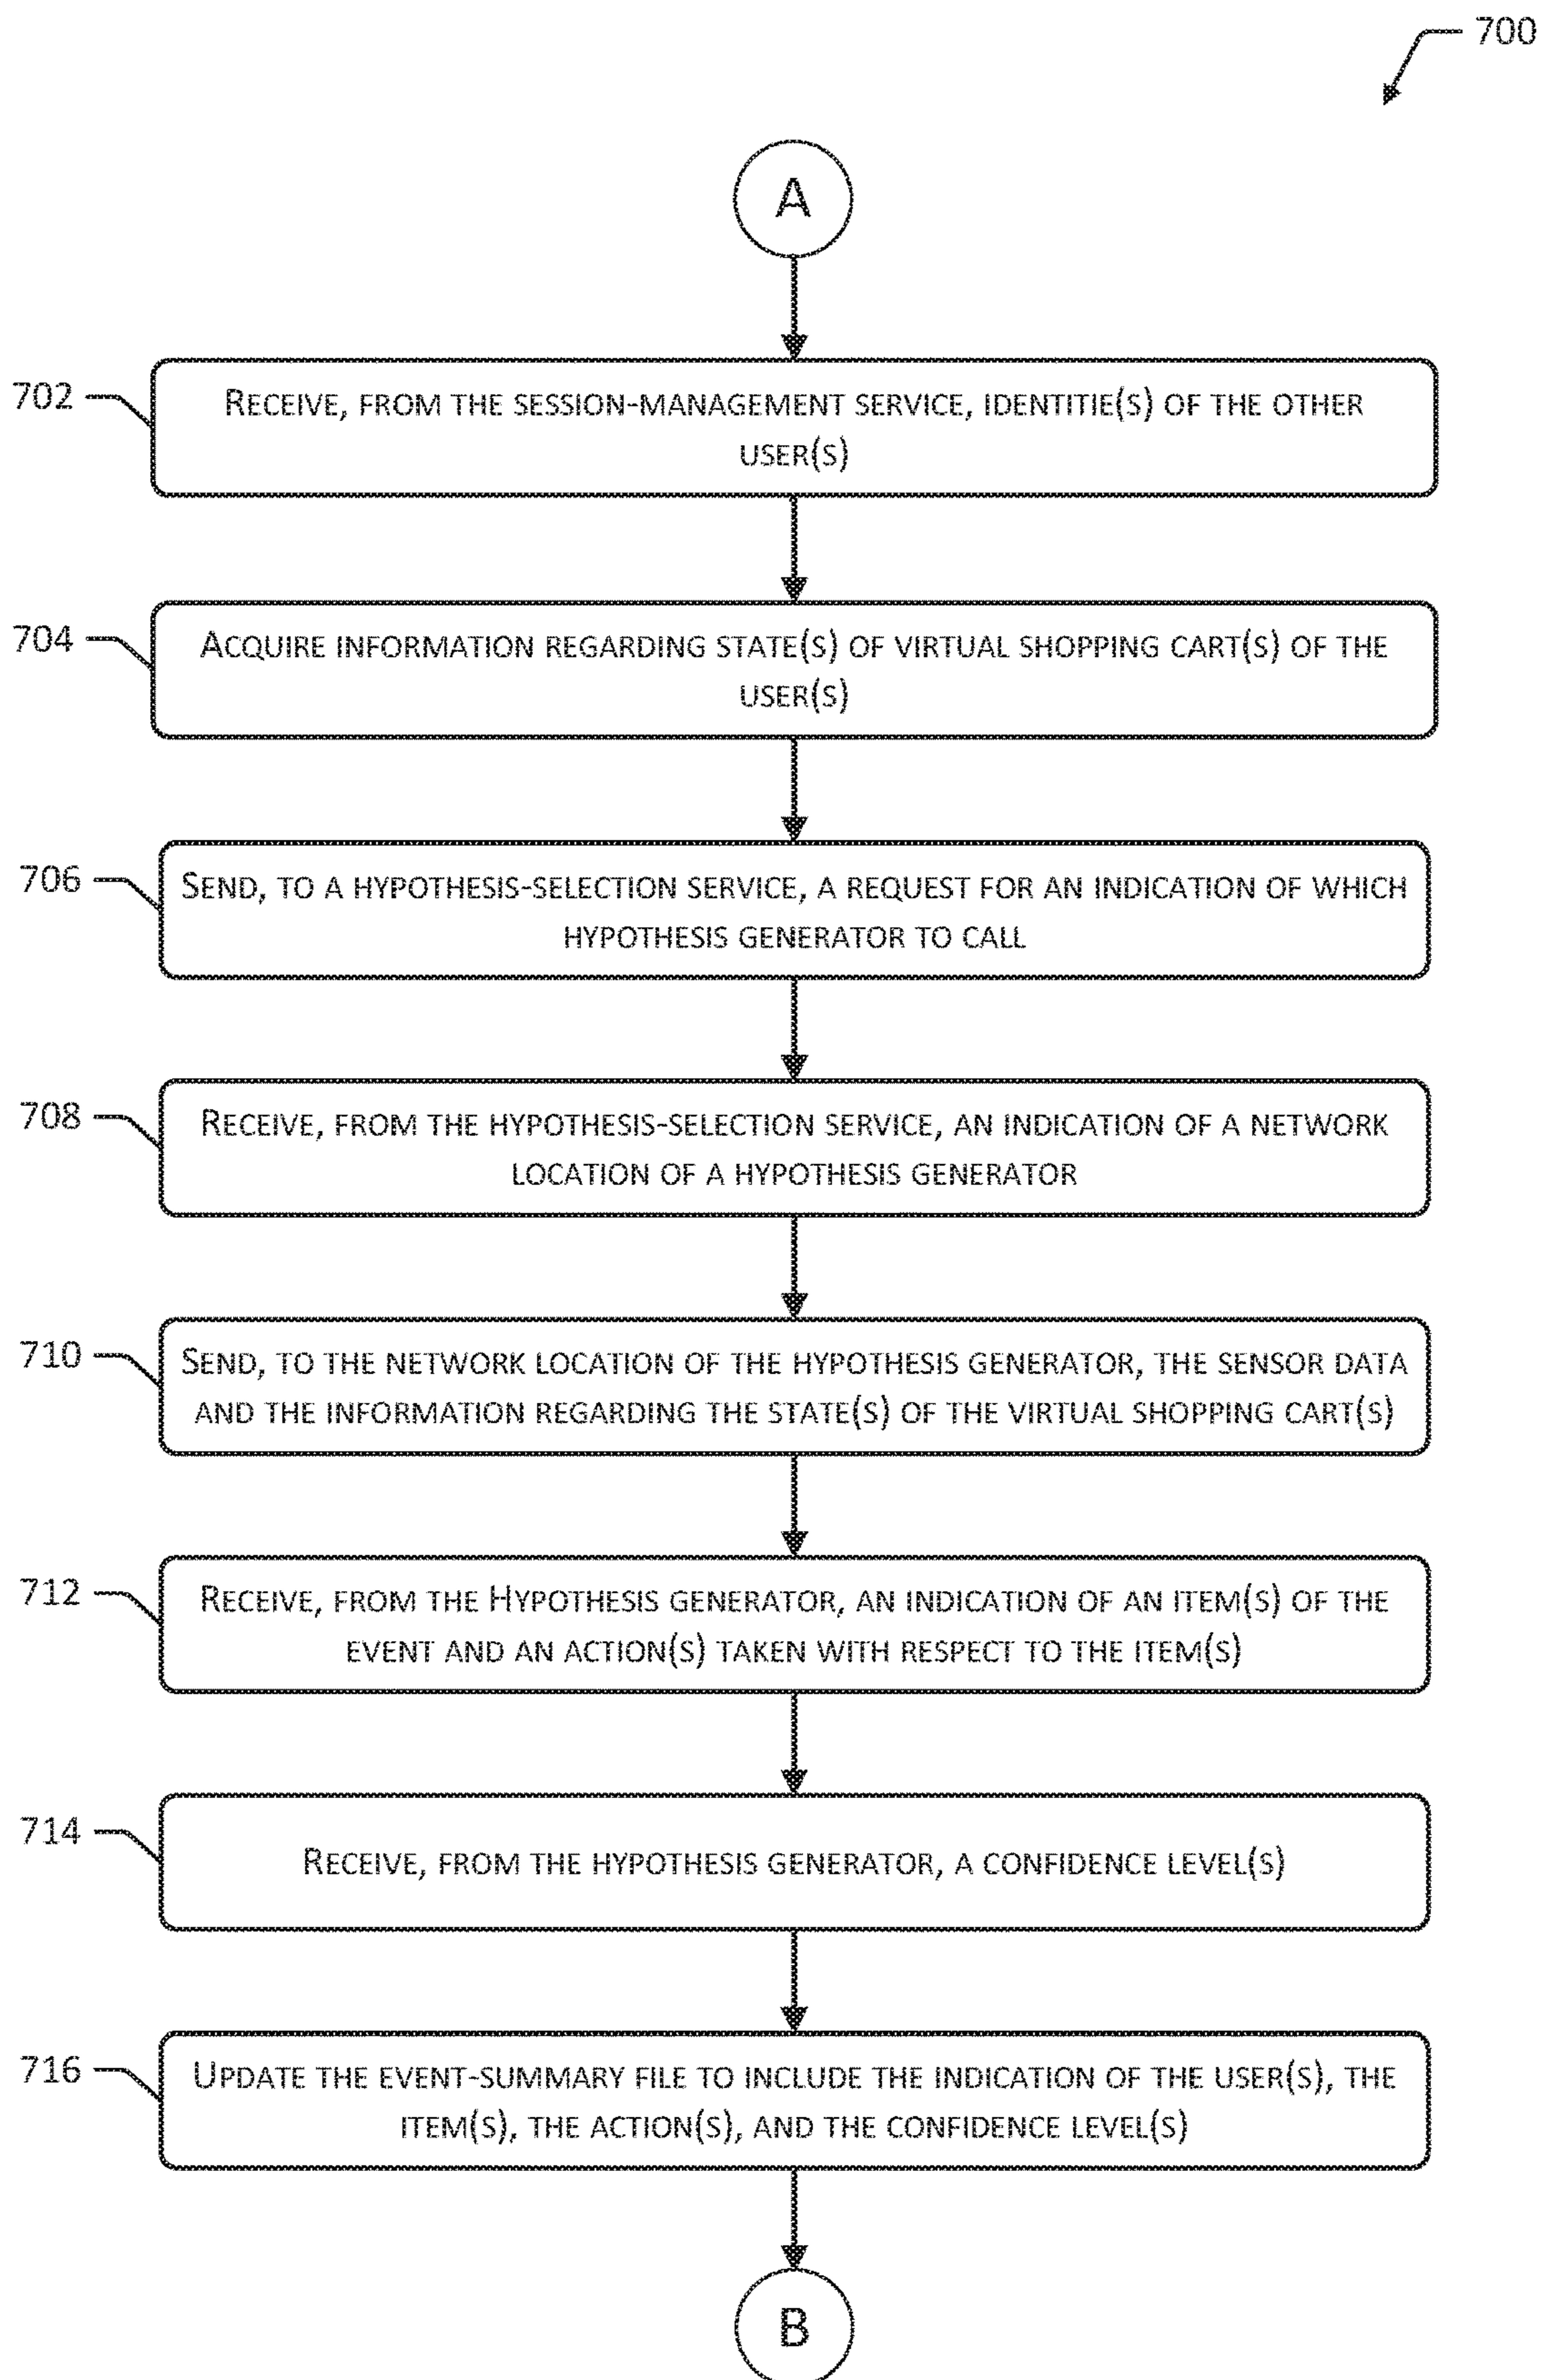 700
A
702
RECEIVE, FROM THE SESSION-MANAGEMENT SERVICE, IDENTITIE(S) OF THE OTHER
USER(S)
704
ACQUIRE INFORMATION REGARDING STATE(S) OF VIRTUAL SHOPPING CART(S) OF THE
USER(S)
706
SEND, TO A HYPOTHESIS-SELECTION SERVICE, A REQUEST FOR AN INDICATION OF WHICH
HYPOTHESIS GENERATOR TO CALL
708
RECEIVE, FROM THE HYPOTHESIS-SELECTION SERVICE, AN INDICATION OF A NETWORK
LOCATION OF A HYPOTHESIS GENERATOR
710
SEND, TO THE NETWORK LOCATION OF THE HYPOTHESIS GENERATOR, THE SENSOR DATA
AND THE INFORMATION REGARDING THE STATE(S) OF THE VIRTUAL SHOPPING CART(S)
712
RECEIVE, FROM THE HYPOTHESIS GENERATOR, AN INDICATION OF AN ITEM(S) OF THE
EVENT AND AN ACTION(S) TAKEN WITH RESPECT TO THE ITEM(S)
714
RECEIVE, FROM THE HYPOTHESIS GENERATOR, A CONFIDENCE LEVEL(S)
716
UPDATE THE EVENT-SUMMARY FILE TO INCLUDE THE INDICATION OF THE USER(S), THE
ITEM(S), THE ACTION(S), AND THE CONFIDENCE LEVEL(S)
B